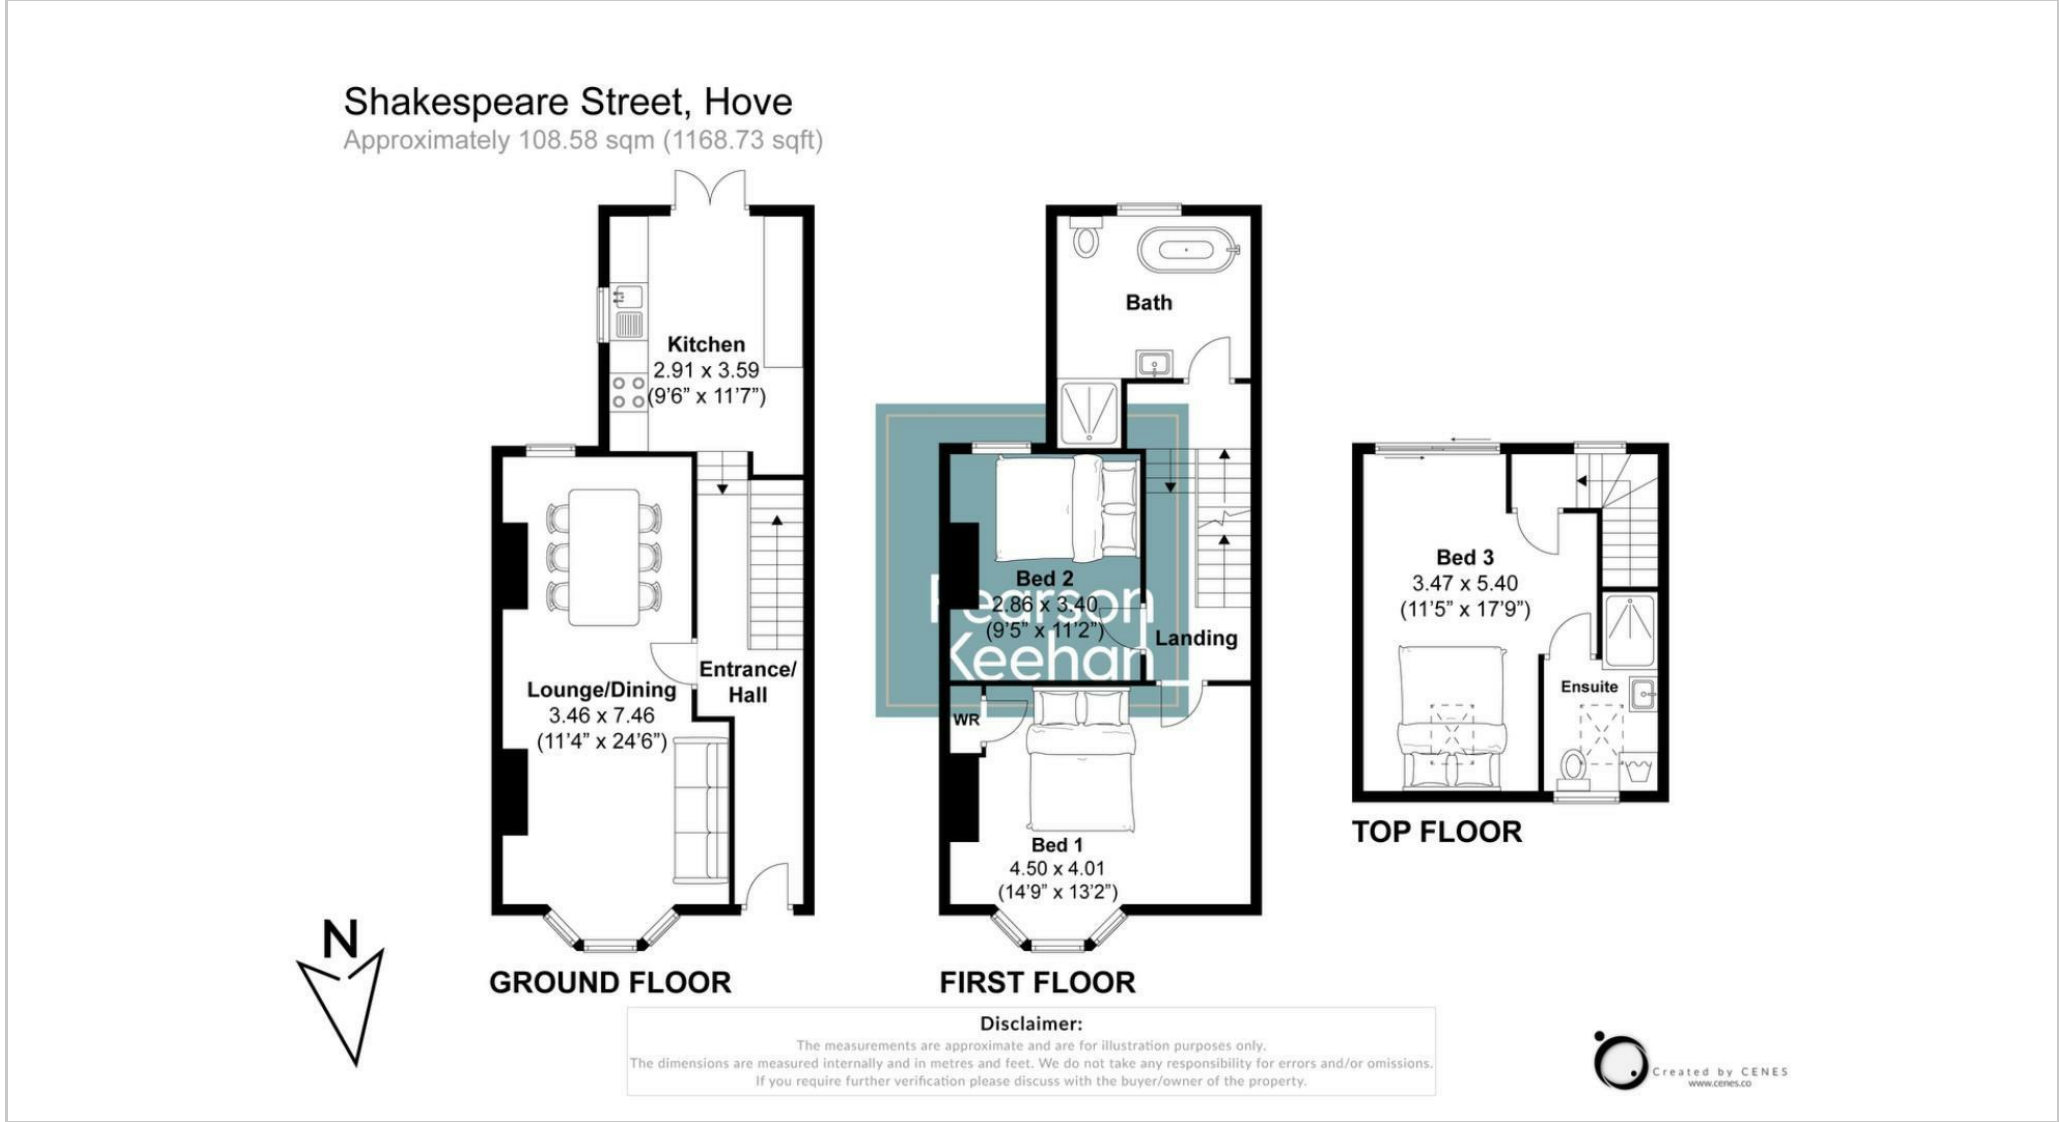 Shakespeare Street, Hove
Approximately 108.58 sqm (1168.73 sqft)
Kitchen
2.91 x 3.59
(9'6” x 11'7”)
Lounge/Dining
3.46 x 7.46
(11'4” x 24'6”)
Entrance/
Hall
GROUND FLOOR
Bath
Bed 2
2.86 x 3.40
(9'5” x 11'2”)
Pearson
Keehan
Landing
WR
Bed 1
4.50 x 4.01
(14'9” x 13'2”)
FIRST FLOOR
Bed 3
3.47 x 5.40
(11'5” x 17'9”)
Ensuite
TOP FLOOR
N
Disclaimer:
The measurements are approximate and are for illustration purposes only.
The dimensions are measured internally and in metres and feet. We do not take any responsibility for errors and/or omissions.
If you require further verification please discuss with the buyer/owner of the property.
Created by CENES
www.cenes.co